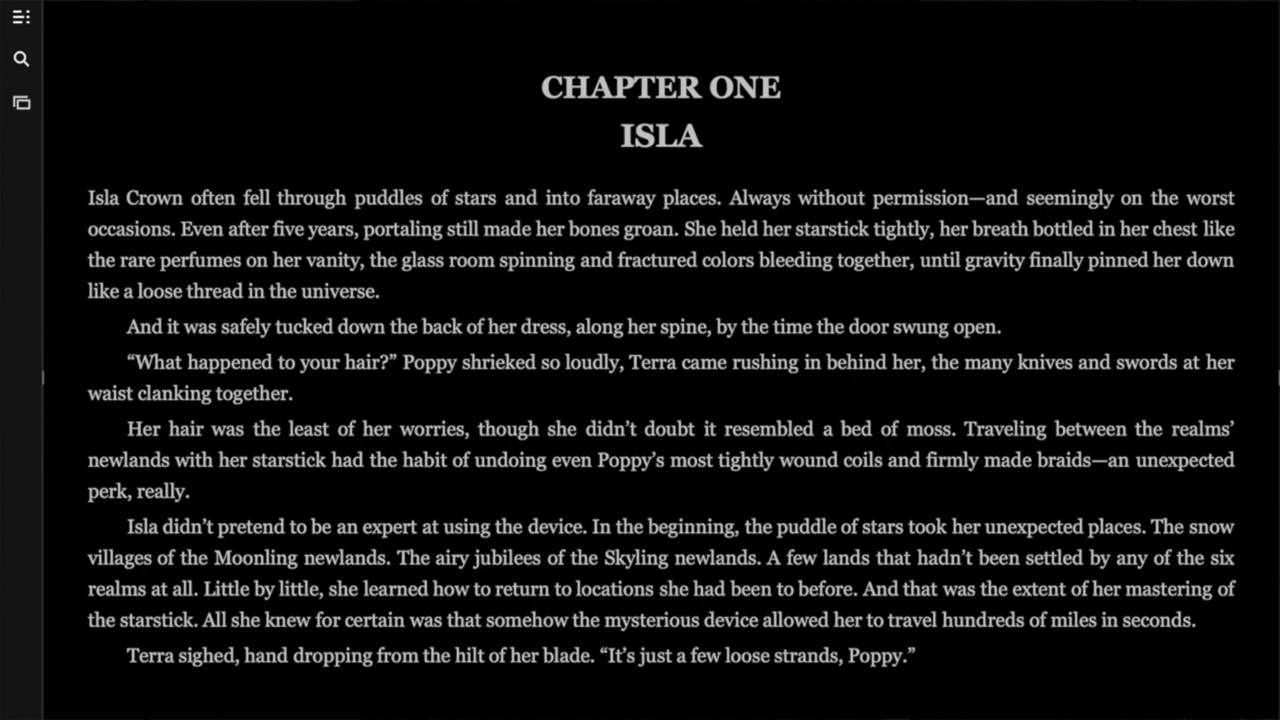 CHAPTER ONE
ISLA
Isla Crown often fell through puddles of stars and into faraway places. Always without permission—and seemingly on the worst
occasions. Even after five years, portaling still made her bones groan. She held her starstick tightly, her breath bottled in her chest like
the rare perfumes on her vanity, the glass room spinning and fractured colors bleeding together, until gravity finally pinned her down
like a loose thread in the universe.
And it was safely tucked down the back of her dress, along her spine, by the time the door swung open.
“What happened to your hair?” Poppy shrieked so loudly, Terra came rushing in behind her, the many knives and swords at her
waist clanking together.
Her hair was the least of her worries, though she didn’t doubt it resembled a bed of moss. Traveling between the realms’
newlands with her starstick had the habit of undoing even Poppy’s most tightly wound coils and firmly made braids—an unexpected
perk, really.
Isla didn’t pretend to be an expert at using the device. In the beginning, the puddle of stars took her unexpected places. The snow
villages of the Moonling newlands. The airy jubilees of the Skyling newlands. A few lands that hadn’t been settled by any of the six
realms at all. Little by little, she learned how to return to locations she had been to before. And that was the extent of her mastering of
the starstick. All she knew for certain was that somehow the mysterious device allowed her to travel hundreds of miles in seconds.
Terra sighed, hand dropping from the hilt of her blade. “It’s just a few loose strands, Poppy.”